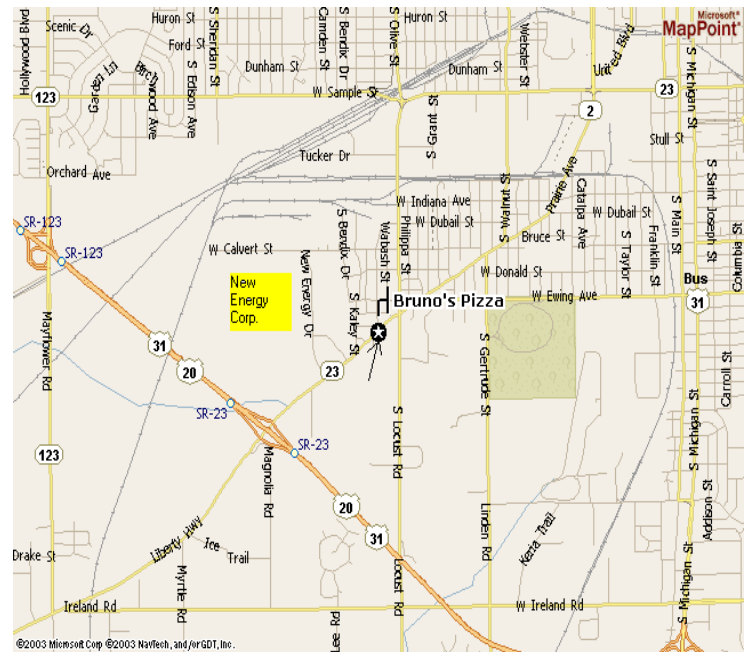 Microsoft®
MapPoint®
Hollywood Blvd
Scenic Dr
Huron St
Ford St
S Sheridan St
Camden St
S Bendix Dr
S Olive St
Huron St
Webster St
S Michigan St
Garden Ln
Birchwood Ave
S Edison Ave
Dunham St
Dunham St
123
W Sample St
23
2
S Grant St
Stull St
Tucker Dr
Orchard Ave
Prairie Ave
W Indiana Ave
Catalpa Ave
S Main St
S Saint Joseph St
SR-123
SR-123
W Calvert St
New Energy Dr
S Bendix Dr
Wabash St
Philippa St
W Dubail St
S Walnut St
Bruce St
W Dubail St
S Taylor St
Franklin St
Columbia St
W Donald St
New
Energy
Corp.
S Kaley St
Bruno's Pizza
W Ewing Ave
Bus
31
Mayflower Rd
31
20
23
S Gertrude St
Carroll St
SR-23
SR-23
S Locust Rd
S Michigan St
123
Magnolia Rd
20
31
Linden Rd
Keria Trail
Addison St
Liberty Hwy
Drake St
Ice Trail
Myrtle Rd
Locust Rd
Ireland Rd
W Ireland Rd
Lee Rd
S Michigan St
©2003 Microsoft Corp ©2003 NavTech, and/or GDT, Inc.